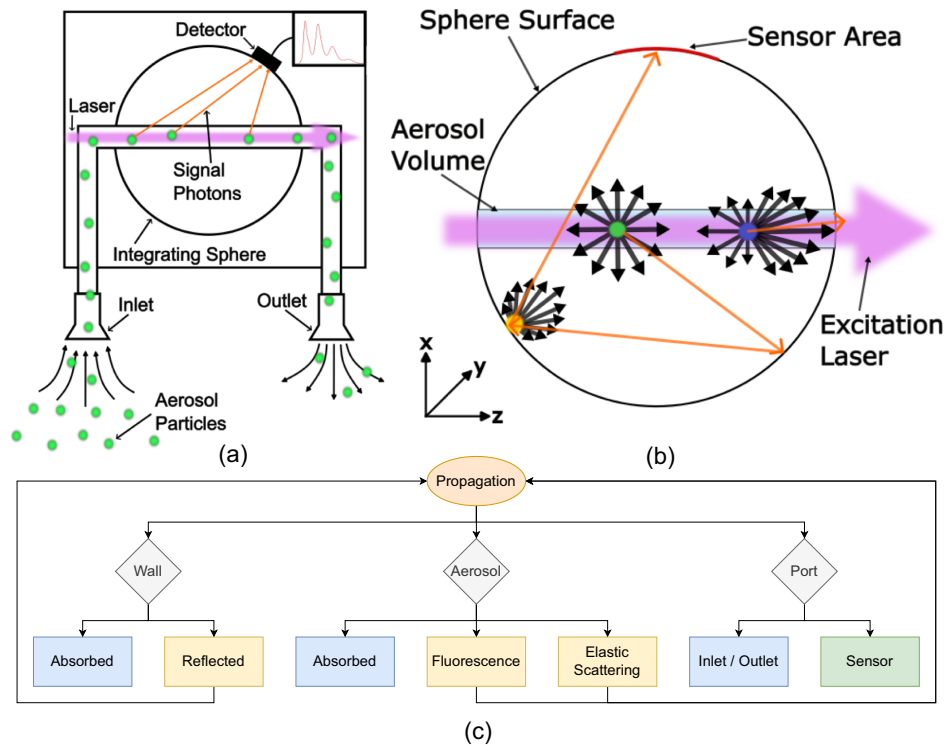 Detector
Laser
Signal
Photons
Integrating Sphere
Inlet
Outlet
Aerosol
Particles
(a)
Sphere Surface
Sensor Area
Aerosol
Volume
Excitation
Laser
x
y
z
(b)
Propagation
Wall
Aerosol
Port
Absorbed
Reflected
Absorbed
Fluorescence
Elastic
Scattering
Inlet / Outlet
Sensor
(c)